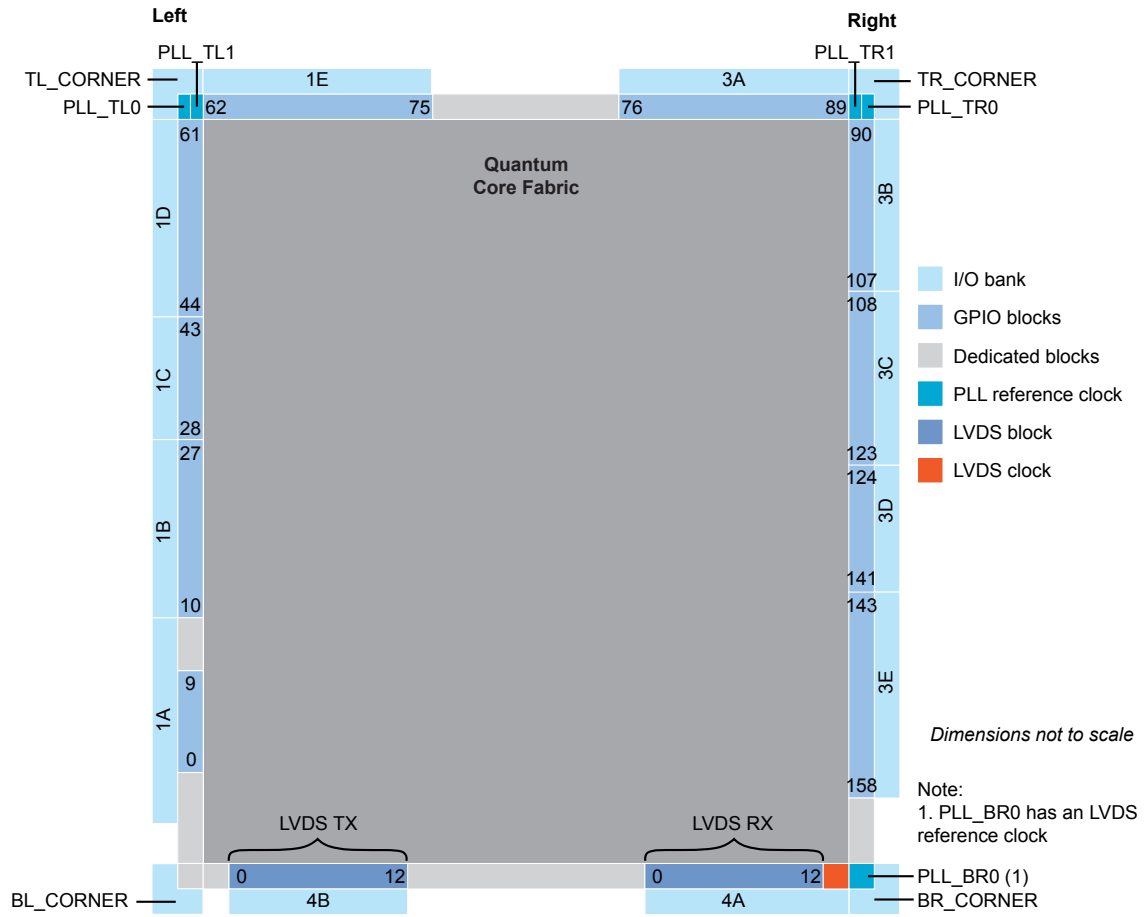 Left
Right
PLL_TL1
PLL_TR1
TL_CORNER
1E
3A
TR_CORNER
PLL_TL0
62
75
76
89
PLL_TR0
61
90
Quantum
Core Fabric
1D
3B
44
107
43
108
1C
3C
28
123
27
124
1B
3D
10
141
143
9
1A
3E
0
158
I/O bank
GPIO blocks
Dedicated blocks
PLL reference clock
LVDS block
LVDS clock
Dimensions not to scale
Note:
1. PLL_BR0 has an LVDS
reference clock
LVDS TX
LVDS RX
0
12
0
12
PLL_BR0 (1)
BL_CORNER
4B
4A
BR_CORNER